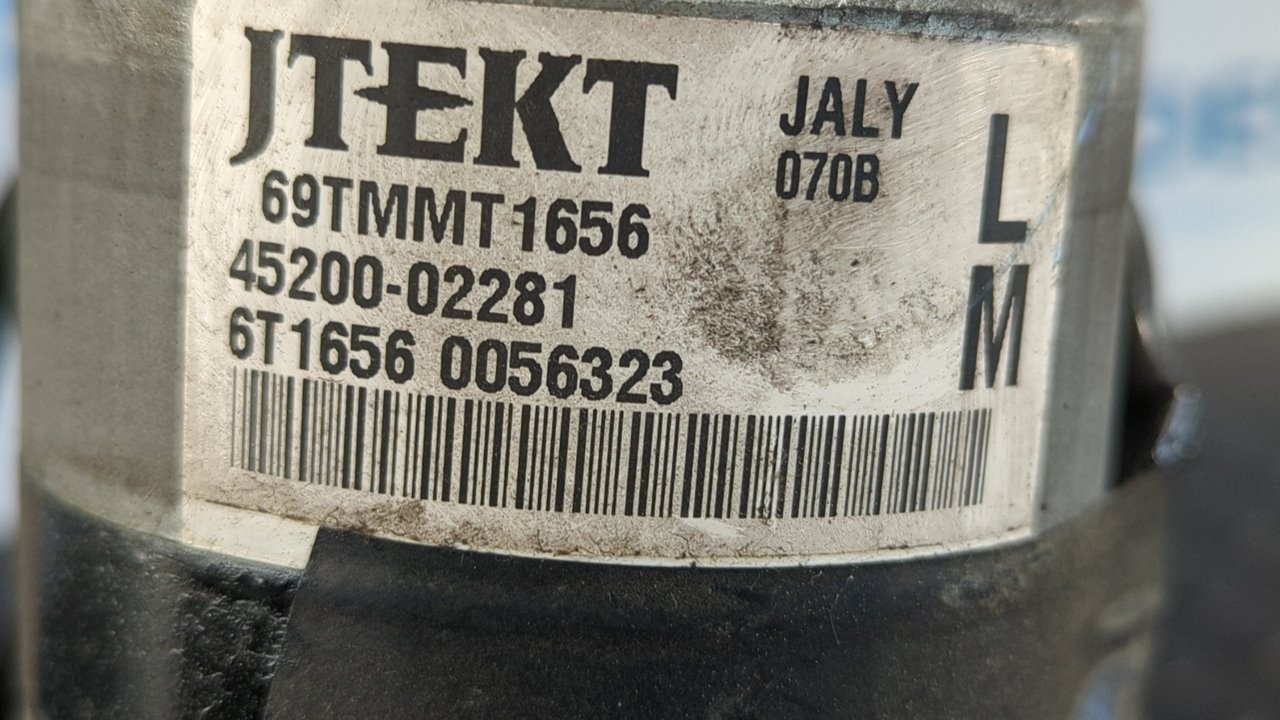 JTEKT
JALY
070B
L
M
69TMMT1656
45200-02281
6T1656 0056323